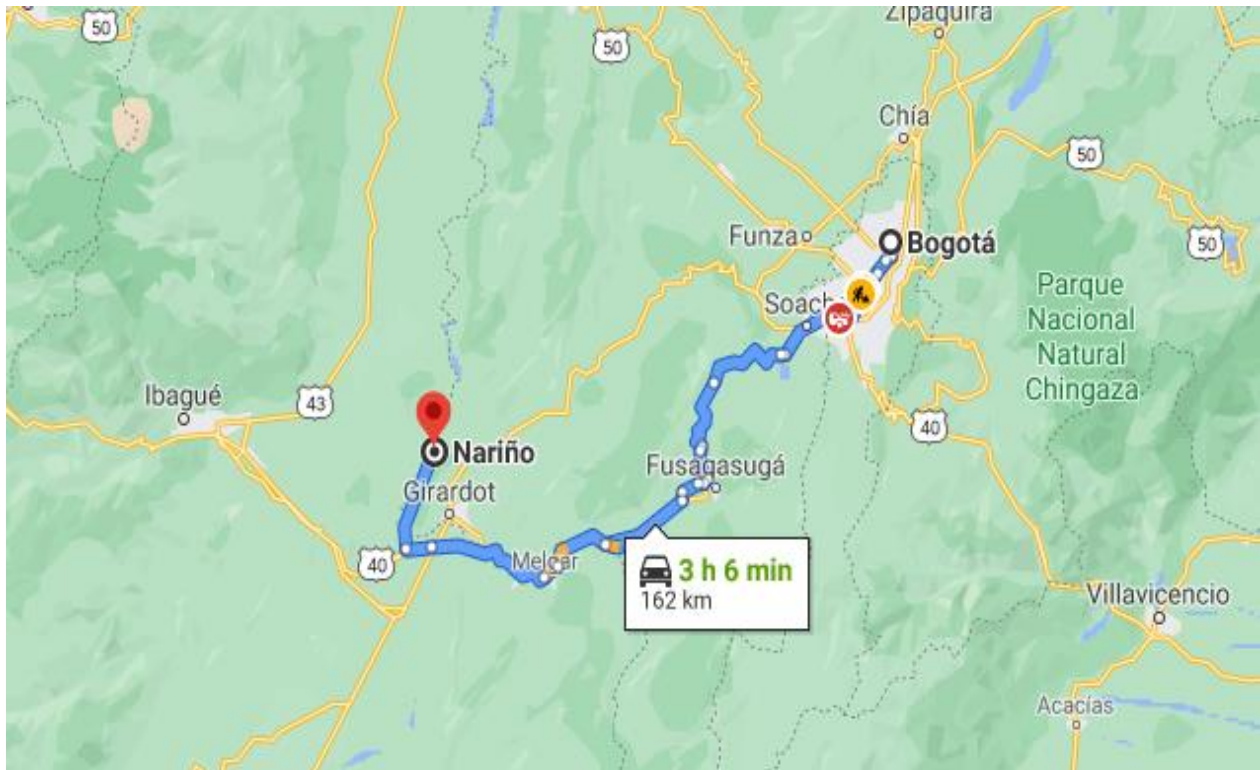 50
Zipaquirá
50
Chía
50
Funza
Bogotá
50
Soach
Parque
Nacional
Natural
Chingaza
Ibagué
43
Nariño
40
Girardot
Fusagasugá
40
Melgar
3 h 6 min
162 km
Villavicencio
Acacías